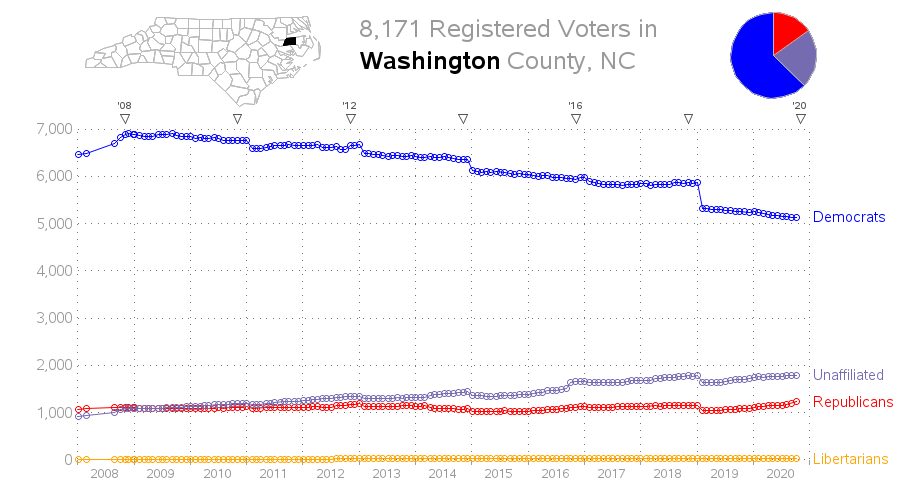 8,171 Registered Voters in
Washington County, NC
'08 '12 '16 '20
7,000
6,000
5,000
4,000
3,000
2,000
1,000
0
Democrats
Unaffiliated
Republicans
Libertarians
2008 2009 2010 2011 2012 2013 2014 2015 2016 2017 2018 2019 2020